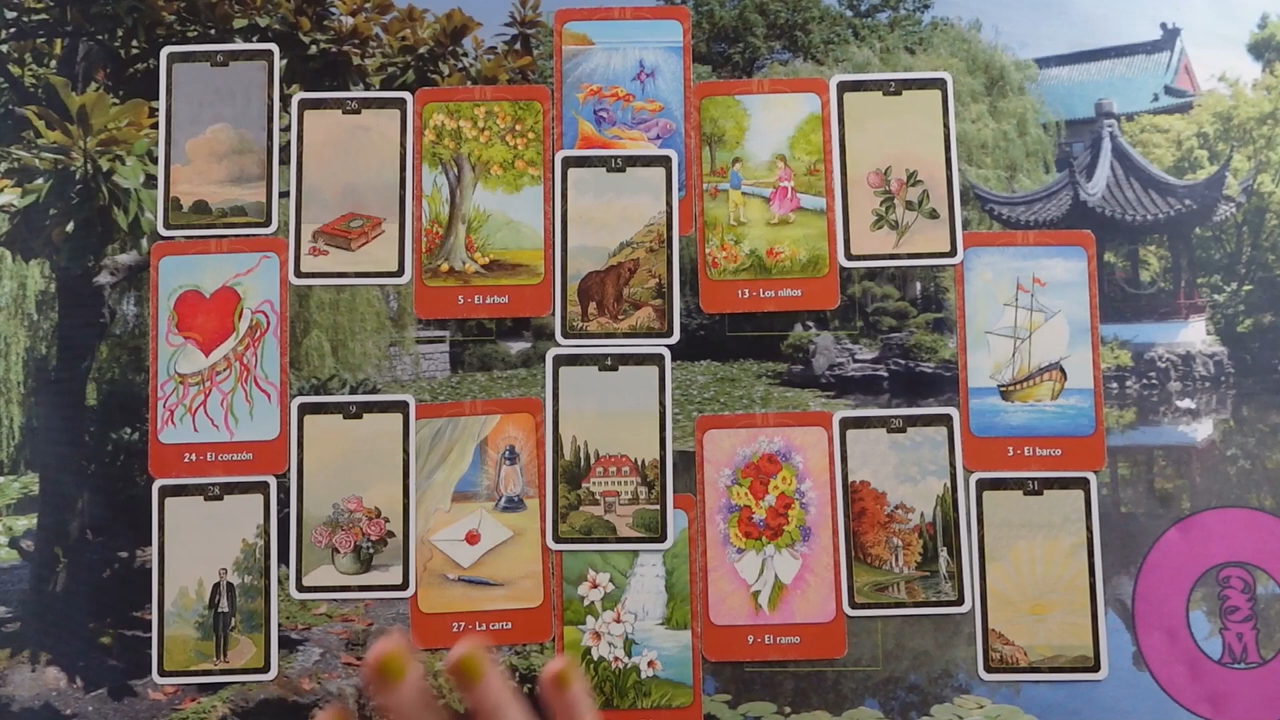 6
26
15
2
5 - El árbol
13 - Los niños
24 - El corazón
9
4
20
3 - El barco
28
31
27 - La carta
9 - El ramo